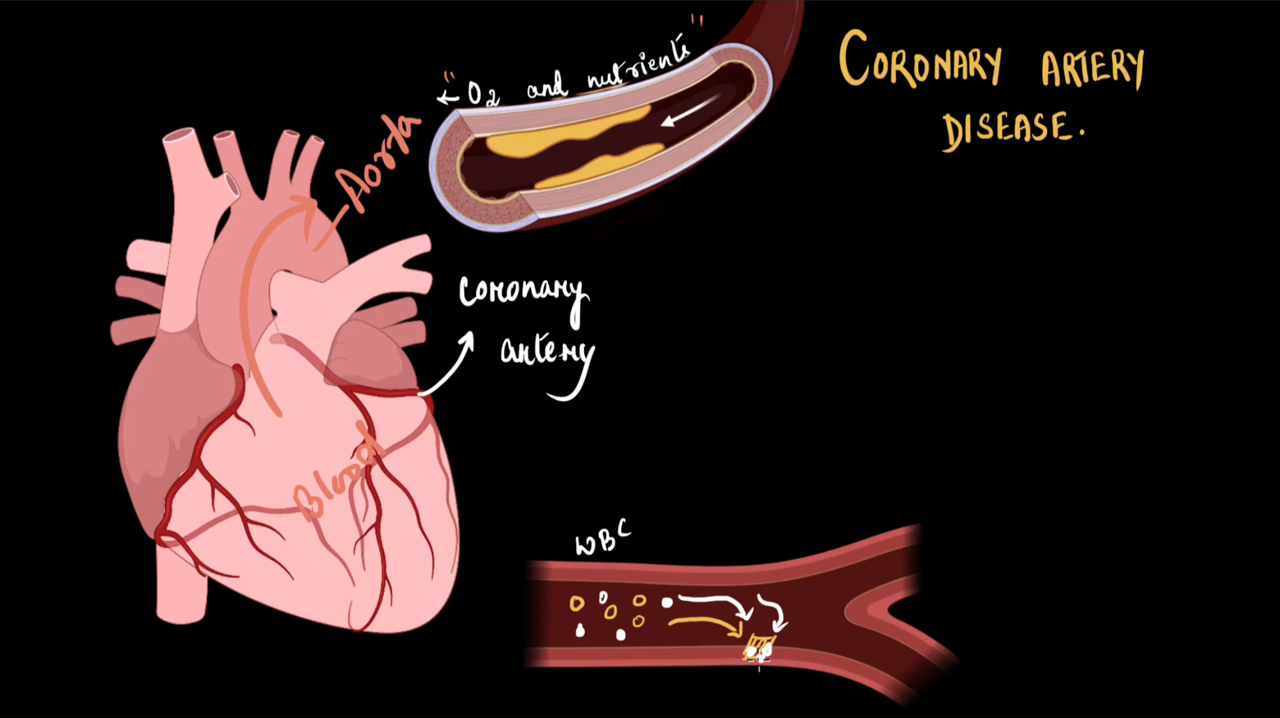 CORONARY ARTERY
DISEASE.
"O2 and nutrients"
Aorta
coronary
artery
Blood
WBC